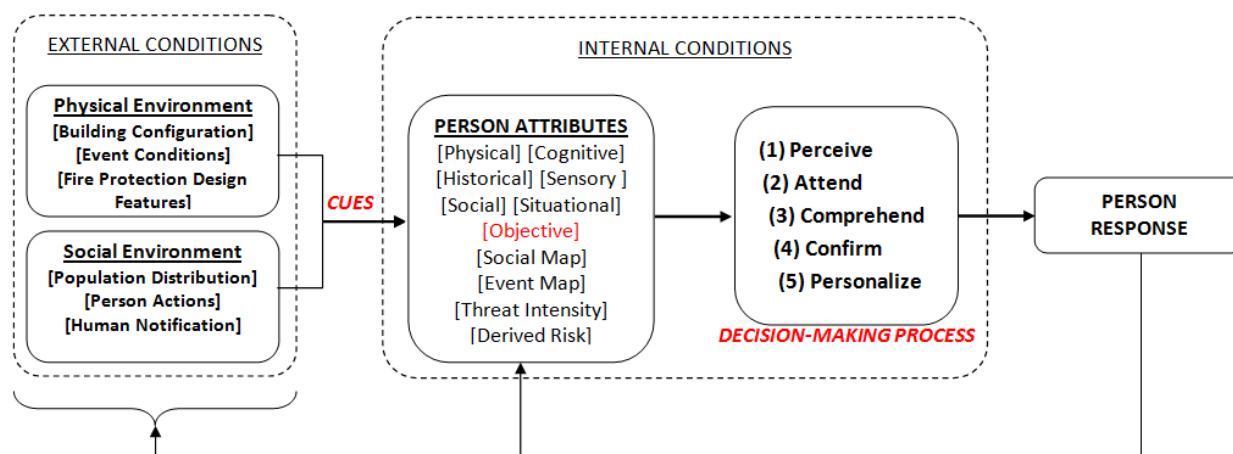 EXTERNAL CONDITIONS
Physical Environment
[Building Configuration]
[Event Conditions]
[Fire Protection Design
Features]
Social Environment
[Population Distribution]
[Person Actions]
[Human Notification]
CUES
INTERNAL CONDITIONS
PERSON ATTRIBUTES
[Physical] [Cognitive]
[Historical] [Sensory ]
[Social] [Situational]
[Objective]
[Social Map]
[Event Map]
[Threat Intensity]
[Derived Risk]
(1) Perceive
(2) Attend
(3) Comprehend
(4) Confirm
(5) Personalize
DECISION-MAKING PROCESS
PERSON
RESPONSE